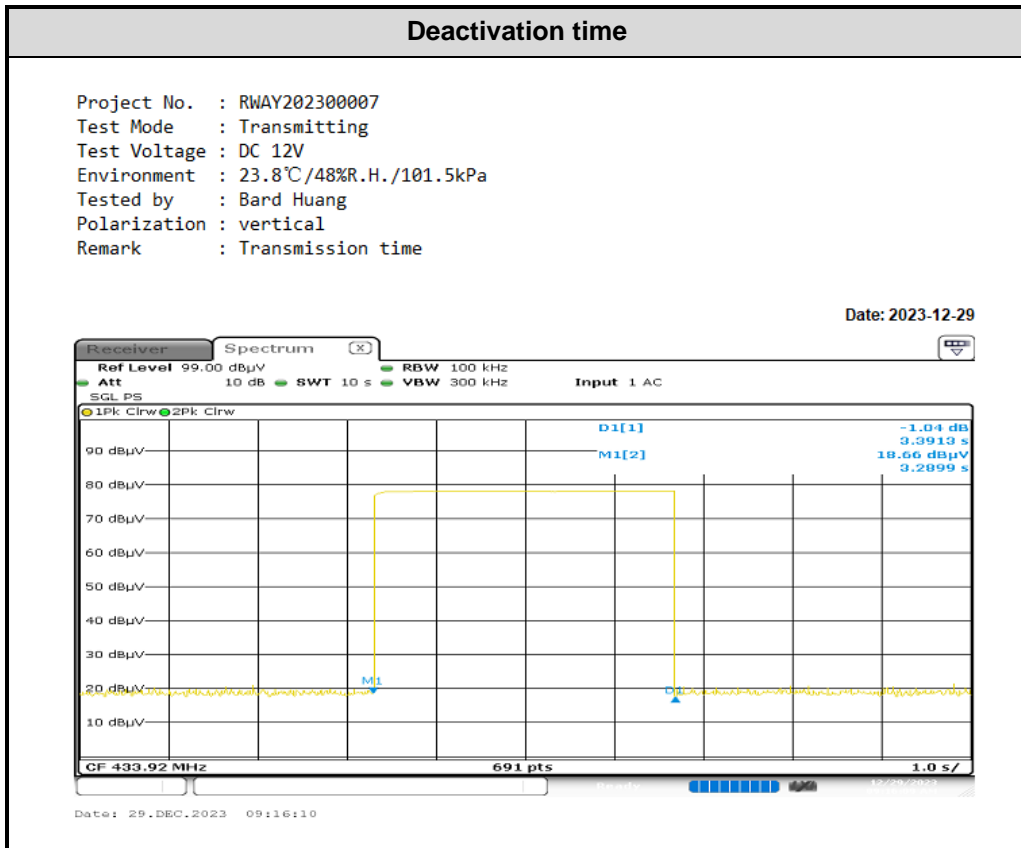 Deactivation time
Project No. : RWAY202300007
Test Mode : Transmitting
Test Voltage : DC 12V
Environment : 23.8℃/48%R.H./101.5kPa
Tested by : Bard Huang
Polarization : vertical
Remark : Transmission time
Date: 2023-12-29
Receiver Spectrum X
Ref Level 99.00 dBµV RBW 100 kHz
Att 10 dB SWT 10 s VBW 300 kHz Input 1 AC
SGL PS
1Pk Clrw 2Pk Clrw
D1[1] -1.04 dB
3.3913 s
90 dBµV M1[2] 18.66 dBµV
3.2899 s
80 dBµV
70 dBµV
60 dBµV
50 dBµV
40 dBµV
30 dBµV
M1
20 dBµV D1
10 dBµV
CF 433.92 MHz 691 pts 1.0 s/
Ready
12/29/2023
Date: 29.DEC.2023 09:16:10